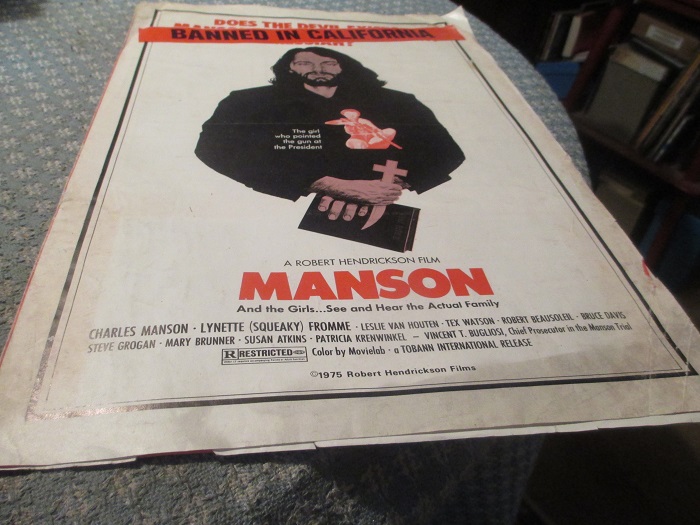 DOES THE DEVIL
BANNED IN CALIFORNIA
The girl
who pointed
the gun at
the President
A ROBERT HENDRICKSON FILM
MANSON
And the Girls...See and Hear the Actual Family
CHARLES MANSON · LYNETTE (SQUEAKY) FROMME · LESLIE VAN HOUTEN · TEX WATSON · ROBERT BEAUSOLEIL · BRUCE DAVIS
STEVE GROGAN · MARY BRUNNER · SUSAN ATKINS · PATRICIA KRENWINKEL – VINCENT T. BUGLIOSI, Chief Prosecutor in the Manson Trial
R RESTRICTED Color by Movielab · a TOBANN INTERNATIONAL RELEASE
©1975 Robert Hendrickson Films